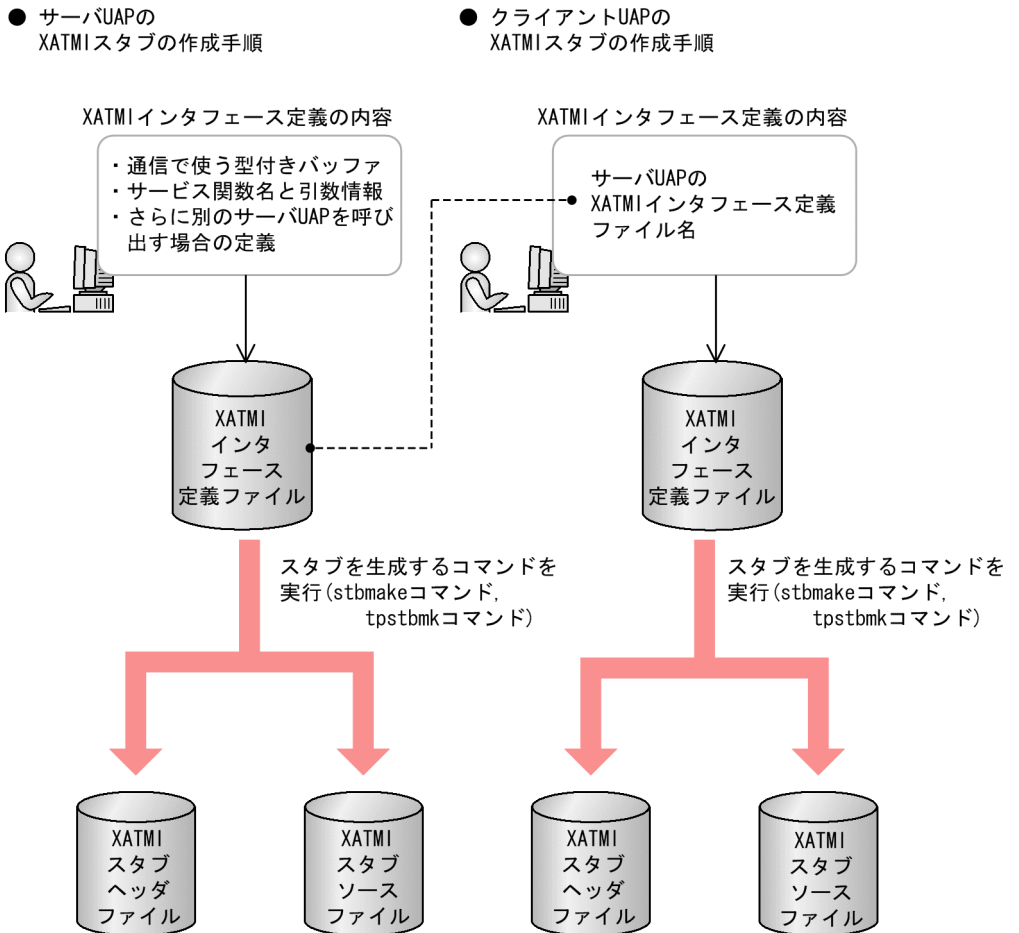 ● サーバUAPの
XATMIスタブの作成手順
● クライアントUAPの
XATMIスタブの作成手順
XATMIインタフェース定義の内容
・通信で使う型付きバッファ
・サービス関数名と引数情報
・さらに別のサーバUAPを呼び
出す場合の定義
XATMIインタフェース定義の内容
サーバUAPの
XATMIインタフェース定義
ファイル名
XATMI
インタ
フェース
定義ファイル
XATMI
インタ
フェース
定義ファイル
スタブを生成するコマンドを
実行(stbmakeコマンド,
tpstbmkコマンド)
スタブを生成するコマンドを
実行(stbmakeコマンド,
tpstbmkコマンド)
XATMI
スタブ
ヘッダ
ファイル
XATMI
スタブ
ソース
ファイル
XATMI
スタブ
ヘッダ
ファイル
XATMI
スタブ
ソース
ファイル